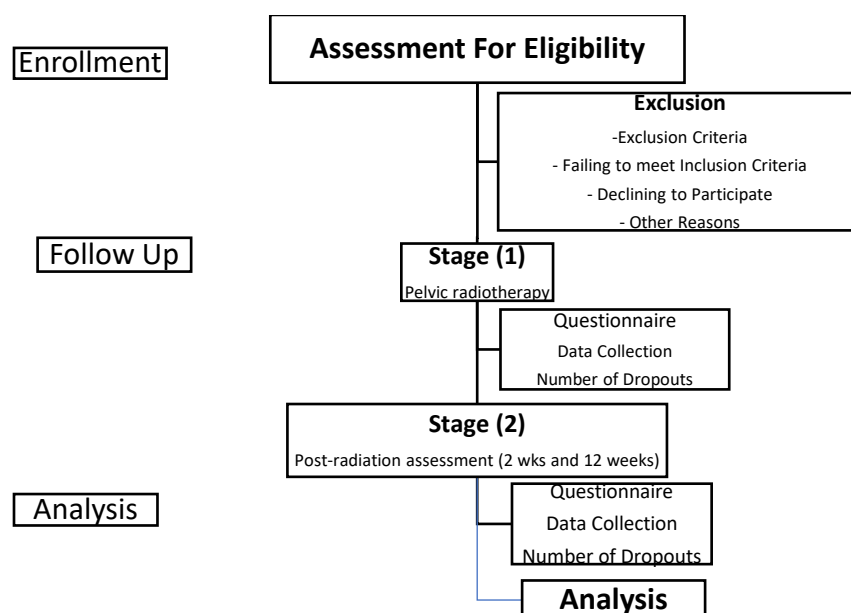 Assessment For Eligibility
Enrollment
Exclusion
-Exclusion Criteria
- Failing to meet Inclusion Criteria
- Declining to Participate
- Other Reasons
Follow Up
Stage (1)
Pelvic radiotherapy
Questionnaire
Data Collection
Number of Dropouts
Stage (2)
Post-radiation assessment (2 wks and 12 weeks)
Analysis
Questionnaire
Data Collection
Number of Dropouts
Analysis